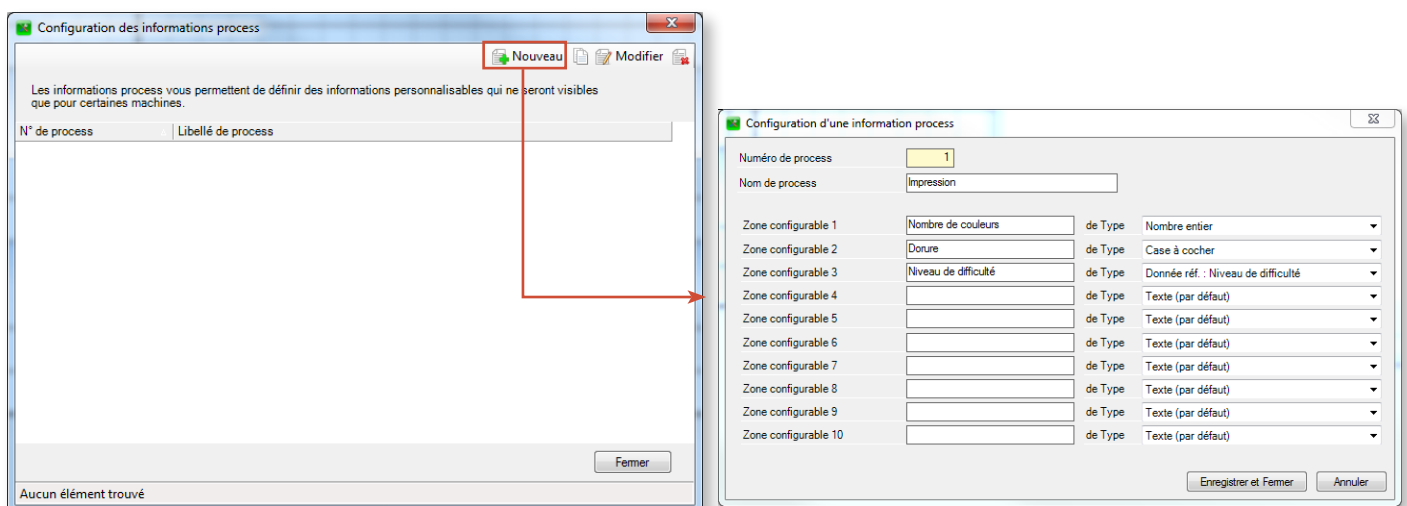 Configuration des informations process
Nouveau Modifier
Les informations process vous permettent de définir des informations personnalisables qui ne seront visibles
que pour certaines machines.
N° de process Libellé de process
Fermer
Aucun élément trouvé
Configuration d'une information process
Numéro de process 1
Nom de process Impression
Zone configurable 1 Nombre de couleurs de Type Nombre entier
Zone configurable 2 Dorure de Type Case à cocher
Zone configurable 3 Niveau de difficulté de Type Donnée réf. : Niveau de difficulté
Zone configurable 4 de Type Texte (par défaut)
Zone configurable 5 de Type Texte (par défaut)
Zone configurable 6 de Type Texte (par défaut)
Zone configurable 7 de Type Texte (par défaut)
Zone configurable 8 de Type Texte (par défaut)
Zone configurable 9 de Type Texte (par défaut)
Zone configurable 10 de Type Texte (par défaut)
Enregistrer et Fermer Annuler